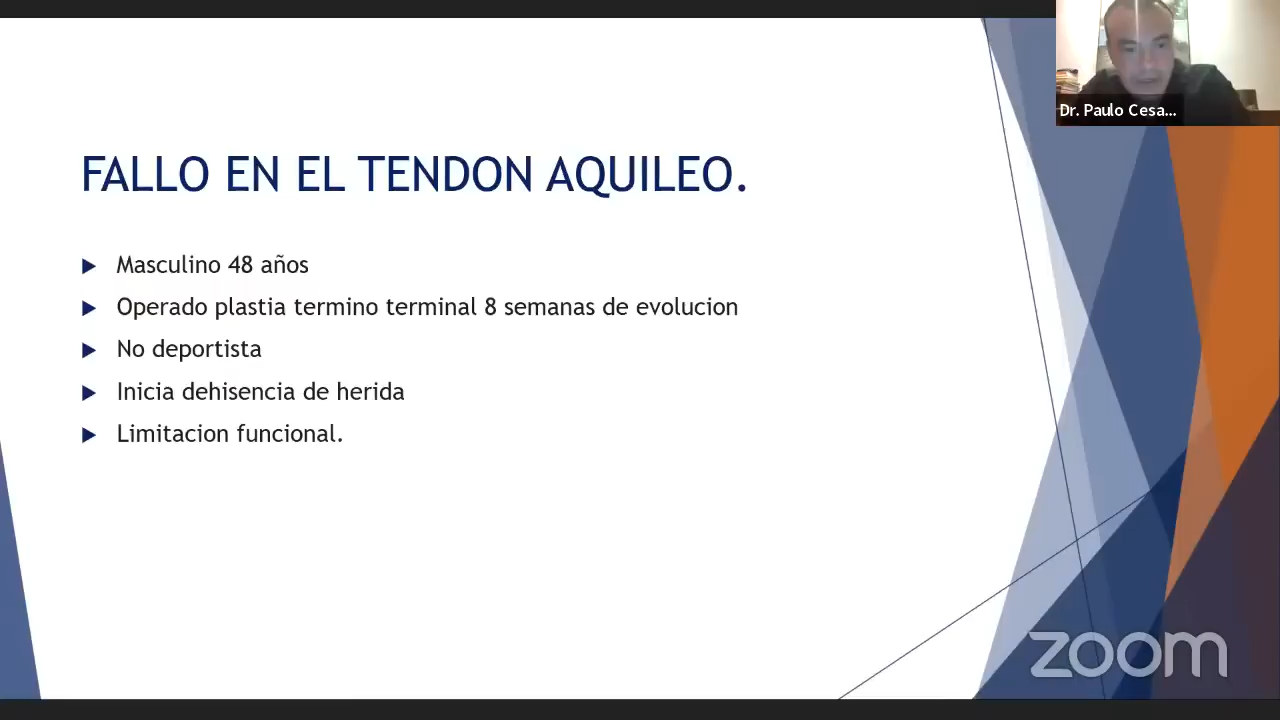 Dr. Paulo Cesa...
FALLO EN EL TENDON AQUILEO.
Masculino 48 años
Operado plastia termino terminal 8 semanas de evolucion
No deportista
Inicia dehisencia de herida
Limitacion funcional.
zoom